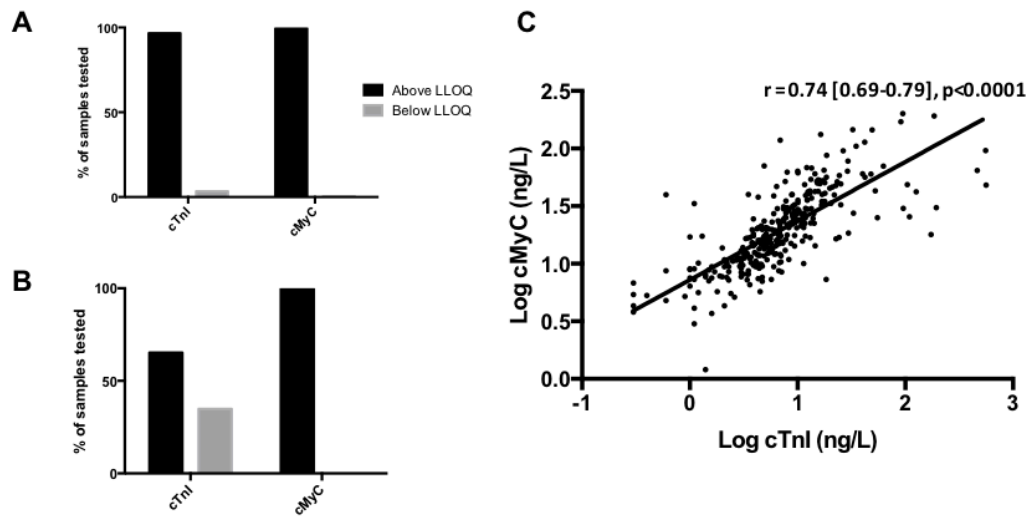 A
100
50
0
% of samples tested
cTnI
cMyC
Above LLOQ
Below LLOQ
B
100
50
0
% of samples tested
cTnI
cMyC
C
r = 0.74 [0.69-0.79], p<0.0001
2.5
2.0
1.5
1.0
0.5
0.0
Log cMyC (ng/L)
-1
0
1
2
3
Log cTnI (ng/L)